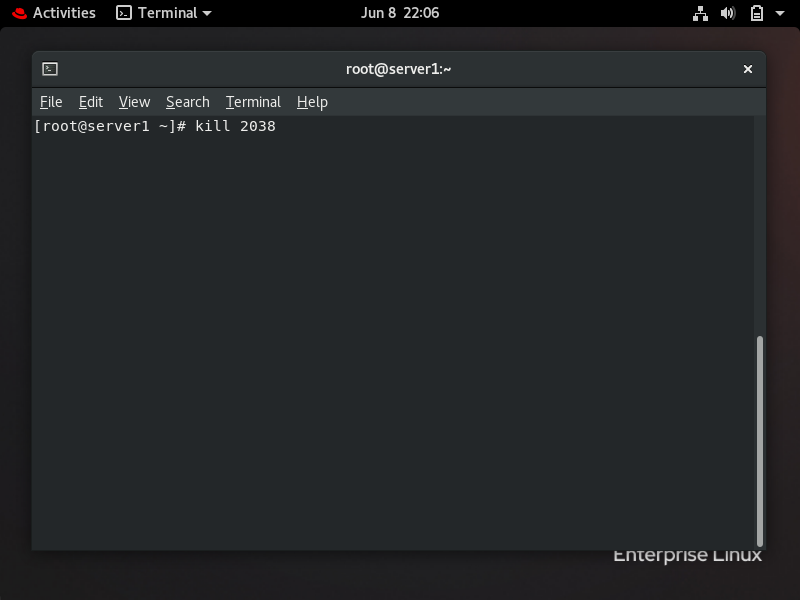 Activities Terminal Jun 8 22:06
root@server1:~
File Edit View Search Terminal Help
[root@server1 ~]# kill 2038
Enterprise Linux